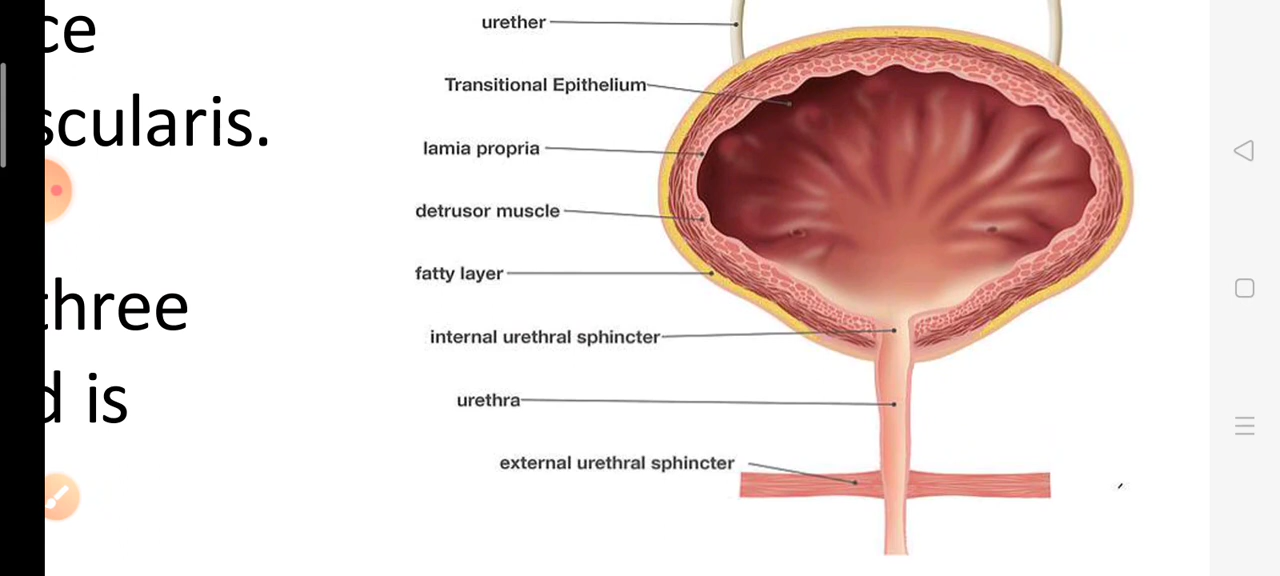 ce
scularis.
three
d is
urether
Transitional Epithelium
lamia propria
detrusor muscle
fatty layer
internal urethral sphincter
urethra
external urethral sphincter